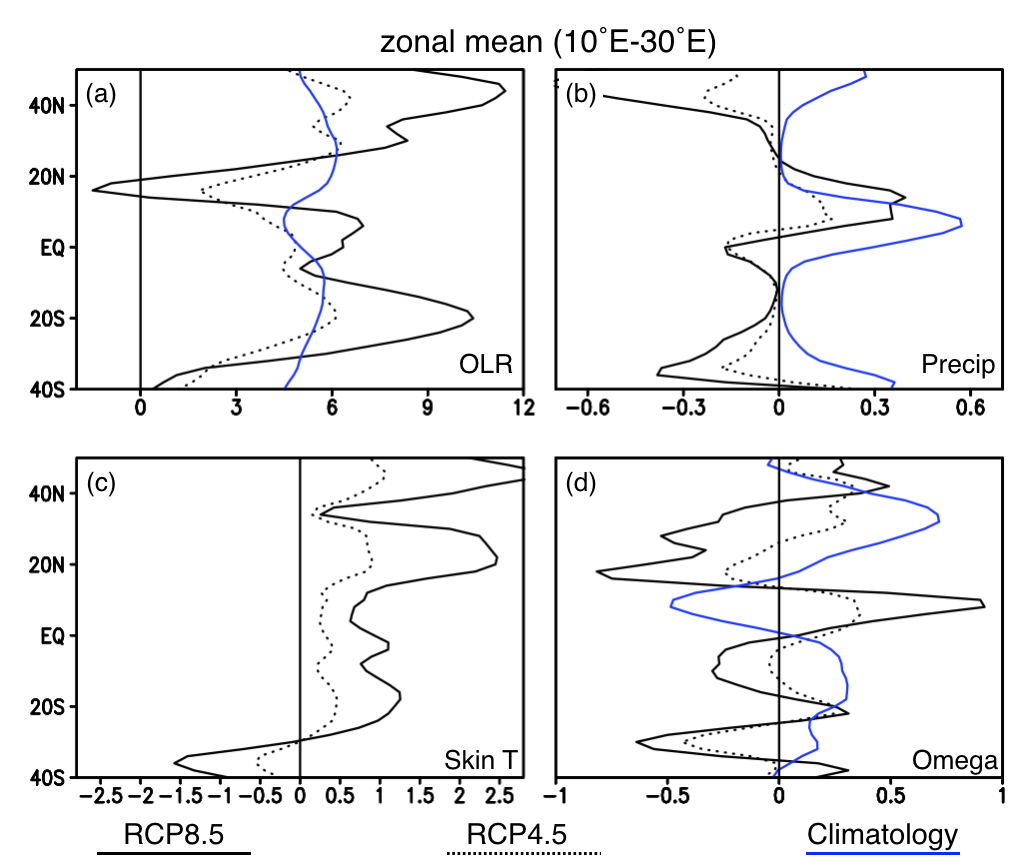 zonal mean (10°E-30°E)
(a)
40N
20N
EQ
20S
40S
OLR
0 3 6 9 12
(b)
Precip
−0.6 −0.3 0 0.3 0.6
(c)
40N
20N
EQ
20S
40S
Skin T
−2.5 −2 −1.5 −1 −0.5 0 0.5 1 1.5 2 2.5
(d)
Omega
−1 −0.5 0 0.5 1
RCP8.5 RCP4.5 Climatology